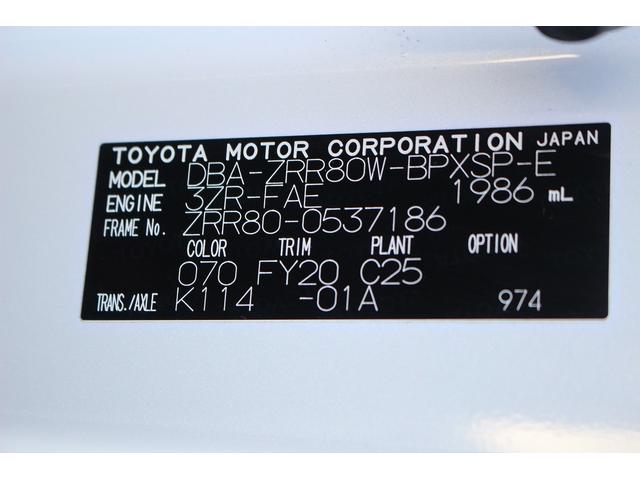 TOYOTA MOTOR CORPORATION JAPAN
MODEL DBA-ZRR80W-BPXSP-E
ENGINE 3ZR-FAE 1986 mL
FRAME No. ZRR80-0537186
COLOR TRIM PLANT OPTION
070 FY20 C25
TRANS./AXLE K114 -01A 974